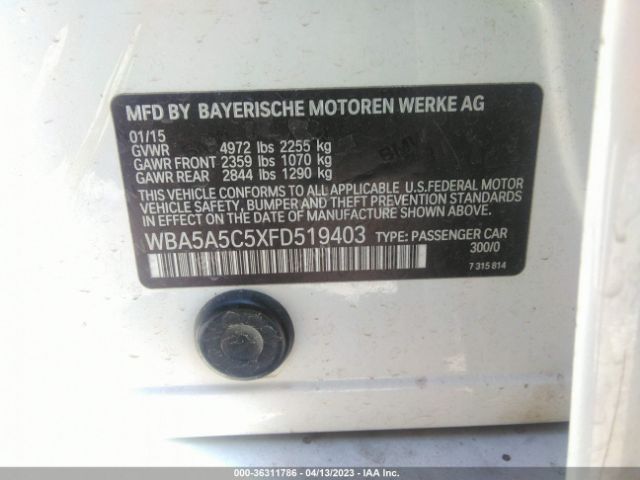 MFD BY BAYERISCHE MOTOREN WERKE AG
01/15
GVWR 4972 lbs 2255 kg
GAWR FRONT 2359 lbs 1070 kg
GAWR REAR 2844 lbs 1290 kg
THIS VEHICLE CONFORMS TO ALL APPLICABLE U.S.FEDERAL MOTOR
VEHICLE SAFETY, BUMPER AND THEFT PREVENTION STANDARDS
IN EFFECT ON THE DATE OF MANUFACTURE SHOWN ABOVE.
WBA5A5C5XFD519403 TYPE: PASSENGER CAR
300/0
7 315 814
000-36311786 - 04/13/2023 - IAA Inc.